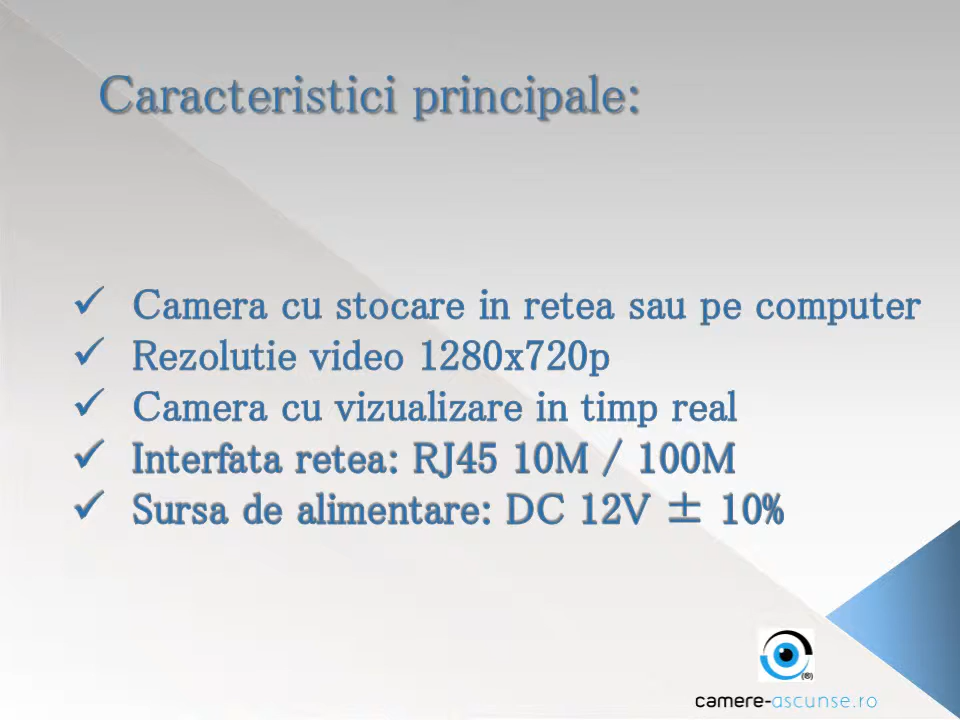 Caracteristici principale:
✓ Camera cu stocare in retea sau pe computer
✓ Rezolutie video 1280x720p
✓ Camera cu vizualizare in timp real
✓ Interfata retea: RJ45 10M / 100M
✓ Sursa de alimentare: DC 12V ± 10%
(®)
camere-ascunse.ro